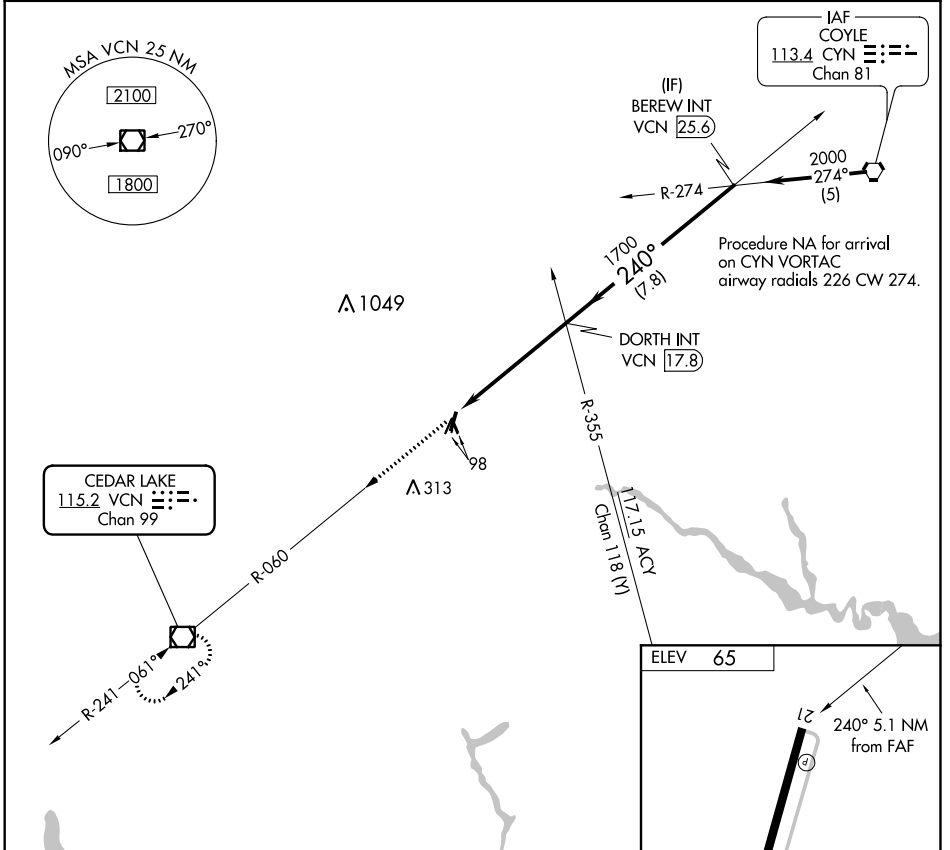 MSA VCN 25 NM
2100
090°
270°
1800
IAF
COYLE
113.4 CYN
Chan 81
(IF)
BEREW INT
VCN 25.6
2000
274°
(5)
R-274
Procedure NA for arrival
on CYN VORTAC
airway radials 226 CW 274.
1700
240°
(7.8)
1049
DORTH INT
VCN 17.8
R-355
98
313
117.15 ACY
Chan 118 (Y)
CEDAR LAKE
115.2 VCN
Chan 99
R-060
R-241
061°
241°
ELEV 65
21
240° 5.1 NM
from FAF
P